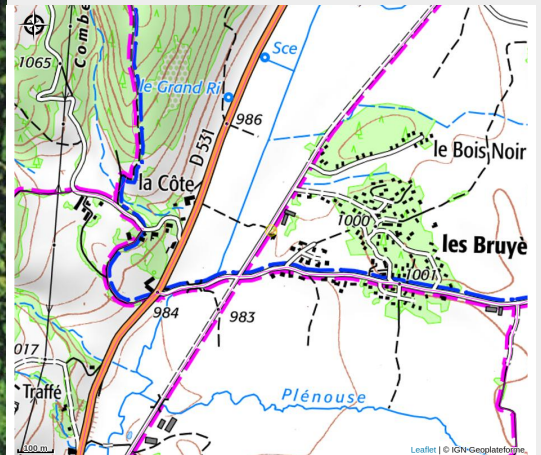 Combe
Sce
1065
le Grand Ri
986
D 531
le Bois Noir
la Côte
1000
les Bruyè
1001
984
983
017
Traffé
Plénouse
100 m
Leaflet | © IGN-Geoplateforme